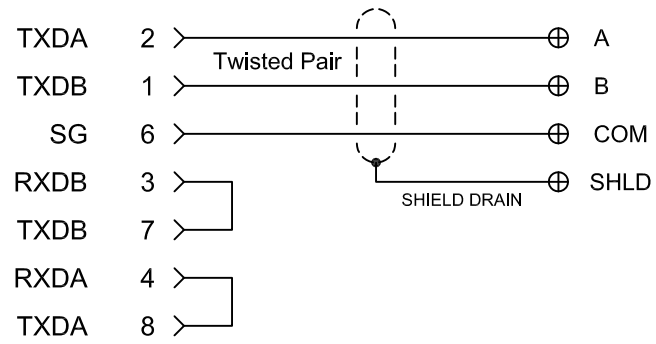 TXDA 2 A
Twisted Pair
TXDB 1 B
SG 6 COM
RXDB 3 SHLD
SHIELD DRAIN
TXDB 7
RXDA 4
TXDA 8